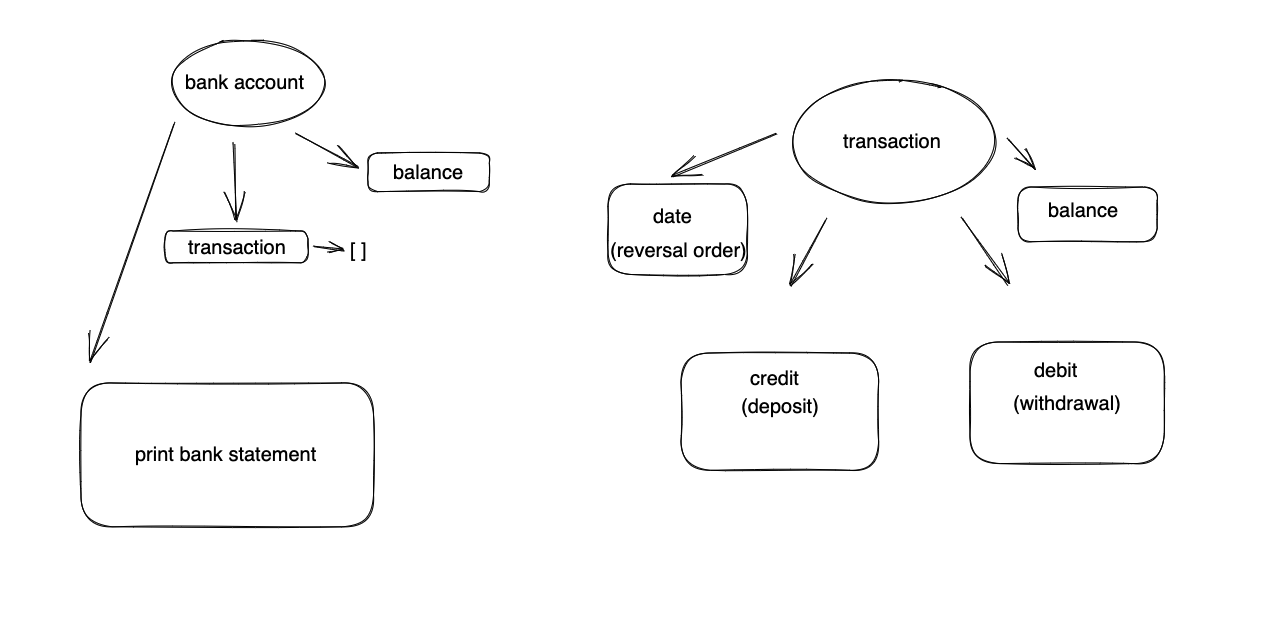 bank account
balance
transaction
[ ]
print bank statement
transaction
date
(reversal order)
balance
credit
(deposit)
debit
(withdrawal)